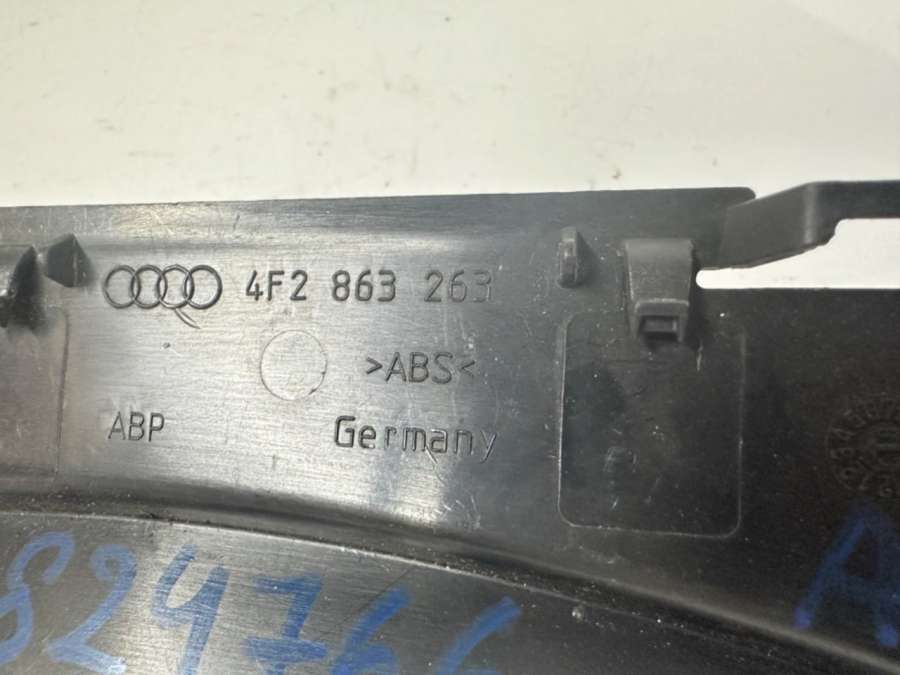 4F2 863 263
>ABS<
ABP
Germany
824766
A